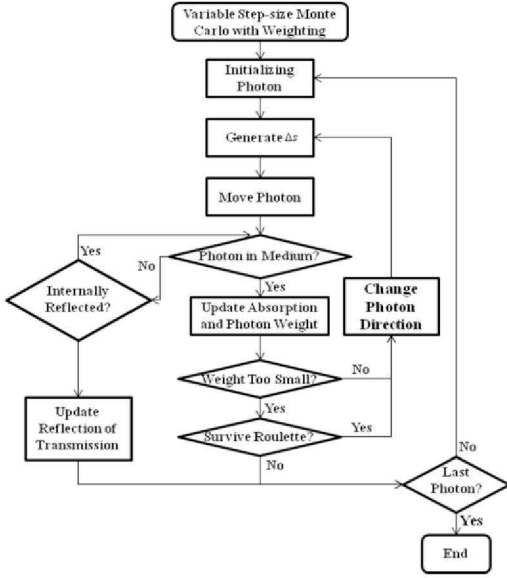 Variable Step-size Monte
Carlo with Weighting
Initializing
Photon
Generate Δs
Move Photon
Yes
Photon in Medium?
No
Internally
Reflected?
Yes
Update Absorption
and Photon Weight
Change
Photon
Direction
Weight Too Small?
No
Yes
Update
Reflection of
Transmission
Survive Roulette?
Yes
No
No
Last
Photon?
Yes
End